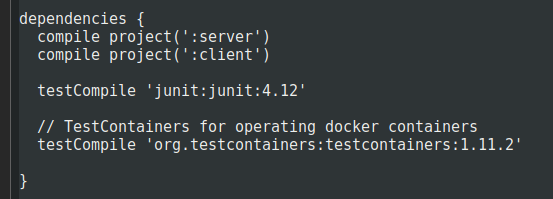 dependencies {
  compile project(':server')
  compile project(':client')

  testCompile 'junit:junit:4.12'

  // TestContainers for operating docker containers
  testCompile 'org.testcontainers:testcontainers:1.11.2'

}